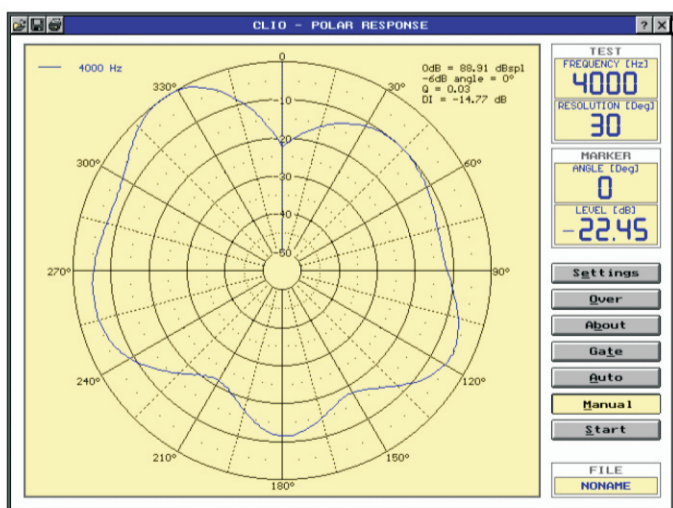 CLIO - POLAR RESPONSE
? X
4000 Hz
0dB = 88.91 dBspl
-6dB angle = 0°
Q = 0.03
DI = -14.77 dB
0
330°
30°
-10
-20
300°
60°
-30
-40
-50
270°
90°
240°
120°
210°
150°
180°
TEST
FREQUENCY [Hz]
4000
RESOLUTION [Deg]
30
MARKER
ANGLE [Deg]
0
LEVEL [dB]
-22.45
Settings
Over
About
Gate
Auto
Manual
Start
FILE
NONAME